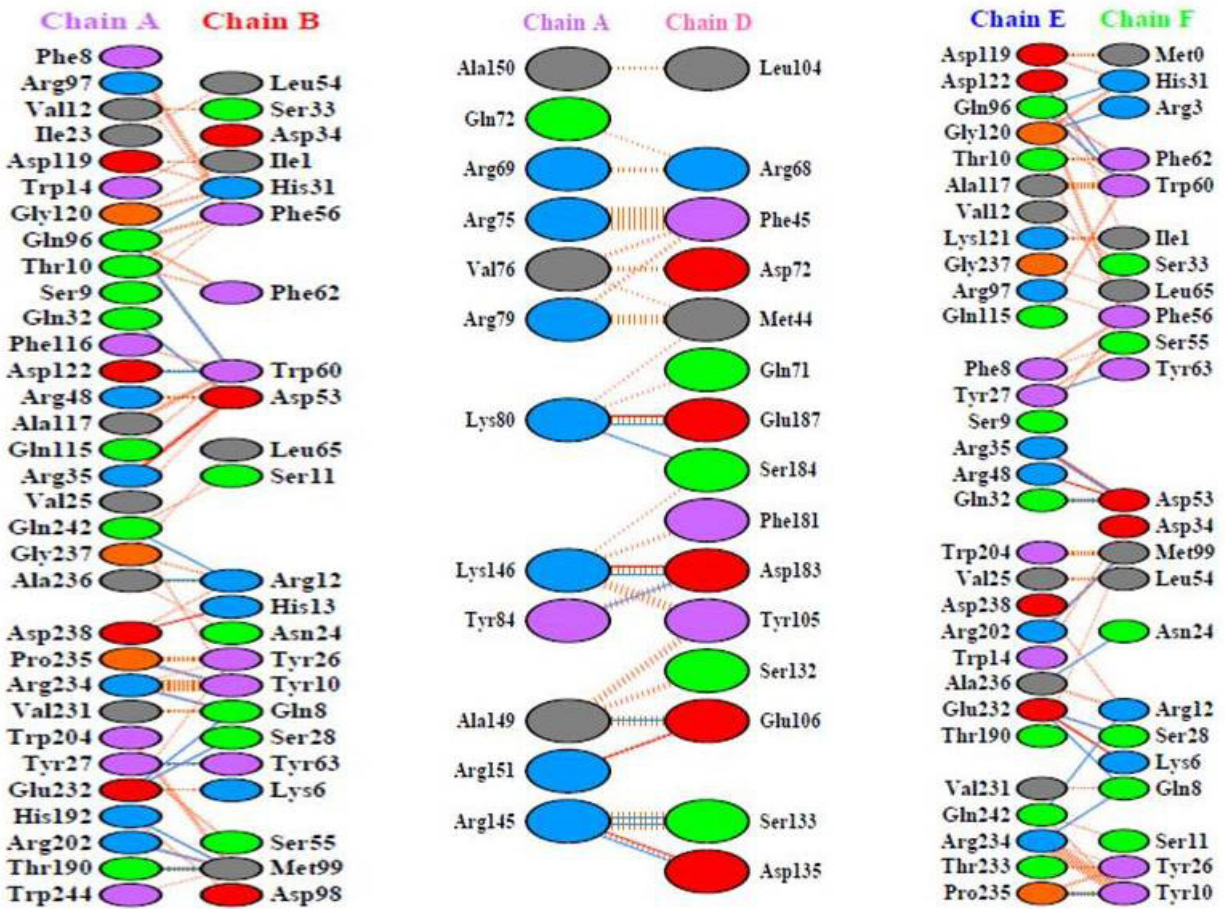 Chain A Chain B
Phe8
Arg97 Leu54
Val12 Ser33
Ile23 Asp34
Asp119 Ile1
Trp14 His31
Gly120 Phe56
Gln96
Thr10
Ser9 Phe62
Gln32
Phe116
Asp122 Trp60
Arg48 Asp53
Ala117
Gln115 Leu65
Arg35 Ser11
Val25
Gln242
Gly237
Ala236 Arg12
His13
Asp238 Asn24
Pro235 Tyr26
Arg234 Tyr10
Val231 Gln8
Trp204 Ser28
Tyr27 Tyr63
Glu232 Lys6
His192
Arg202 Ser55
Thr190 Met99
Trp244 Asp98
Chain A Chain D
Ala150 Leu104
Gln72
Arg69 Arg68
Arg75 Phe45
Val76 Asp72
Arg79 Met44
Gln71
Lys80 Glu187
Ser184
Phe181
Lys146 Asp183
Tyr84 Tyr105
Ser132
Ala149 Glu106
Arg151
Arg145 Ser133
Asp135
Chain E Chain F
Asp119 Met0
Asp122 His31
Gln96 Arg3
Gly120
Thr10 Phe62
Ala117 Trp60
Val12
Lys121 Ile1
Gly237 Ser33
Arg97 Leu65
Gln115 Phe56
Ser55
Phe8 Tyr63
Tyr27
Ser9
Arg35
Arg48
Gln32 Asp53
Asp34
Trp204 Met99
Val25 Leu54
Asp238
Arg202 Asn24
Trp14
Ala236
Glu232 Arg12
Thr190 Ser28
Lys6
Val231 Gln8
Gln242
Arg234 Ser11
Thr233 Tyr26
Pro235 Tyr10